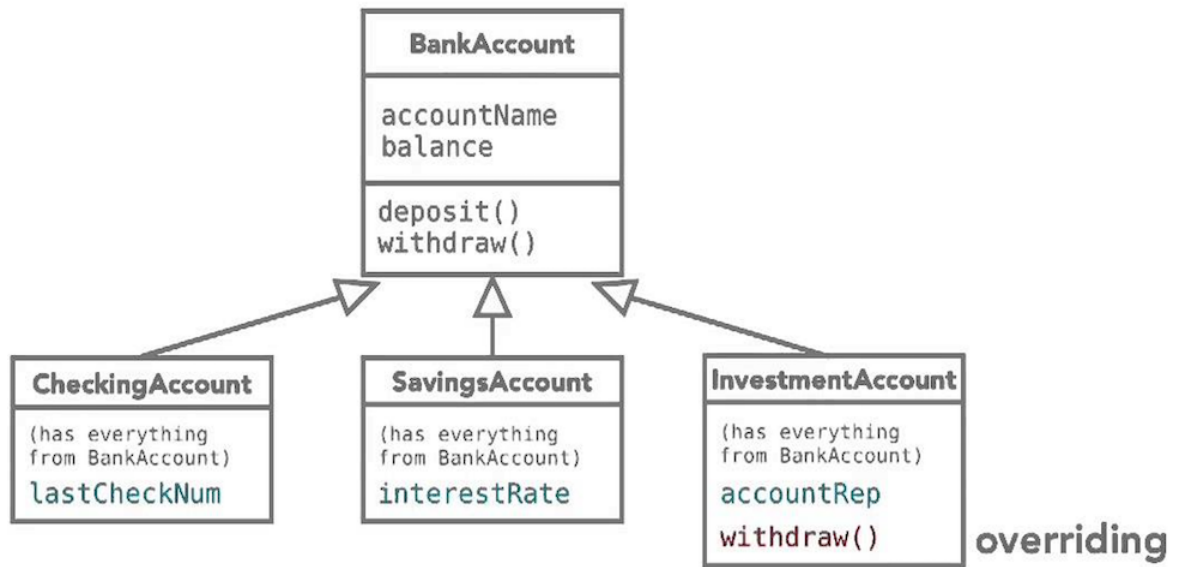 BankAccount
accountName
balance
deposit()
withdraw()
CheckingAccount
(has everything
from BankAccount)
lastCheckNum
SavingsAccount
(has everything
from BankAccount)
interestRate
InvestmentAccount
(has everything
from BankAccount)
accountRep
withdraw()
overriding